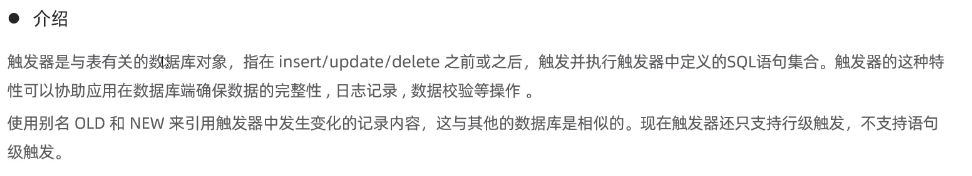 ● 介绍
触发器是与表有关的数据库对象，指在 insert/update/delete 之前或之后，触发并执行触发器中定义的SQL语句集合。触发器的这种特
性可以协助应用在数据库端确保数据的完整性 , 日志记录 , 数据校验等操作 。
使用别名 OLD 和 NEW 来引用触发器中发生变化的记录内容，这与其他的数据库是相似的。现在触发器还只支持行级触发，不支持语句
级触发。